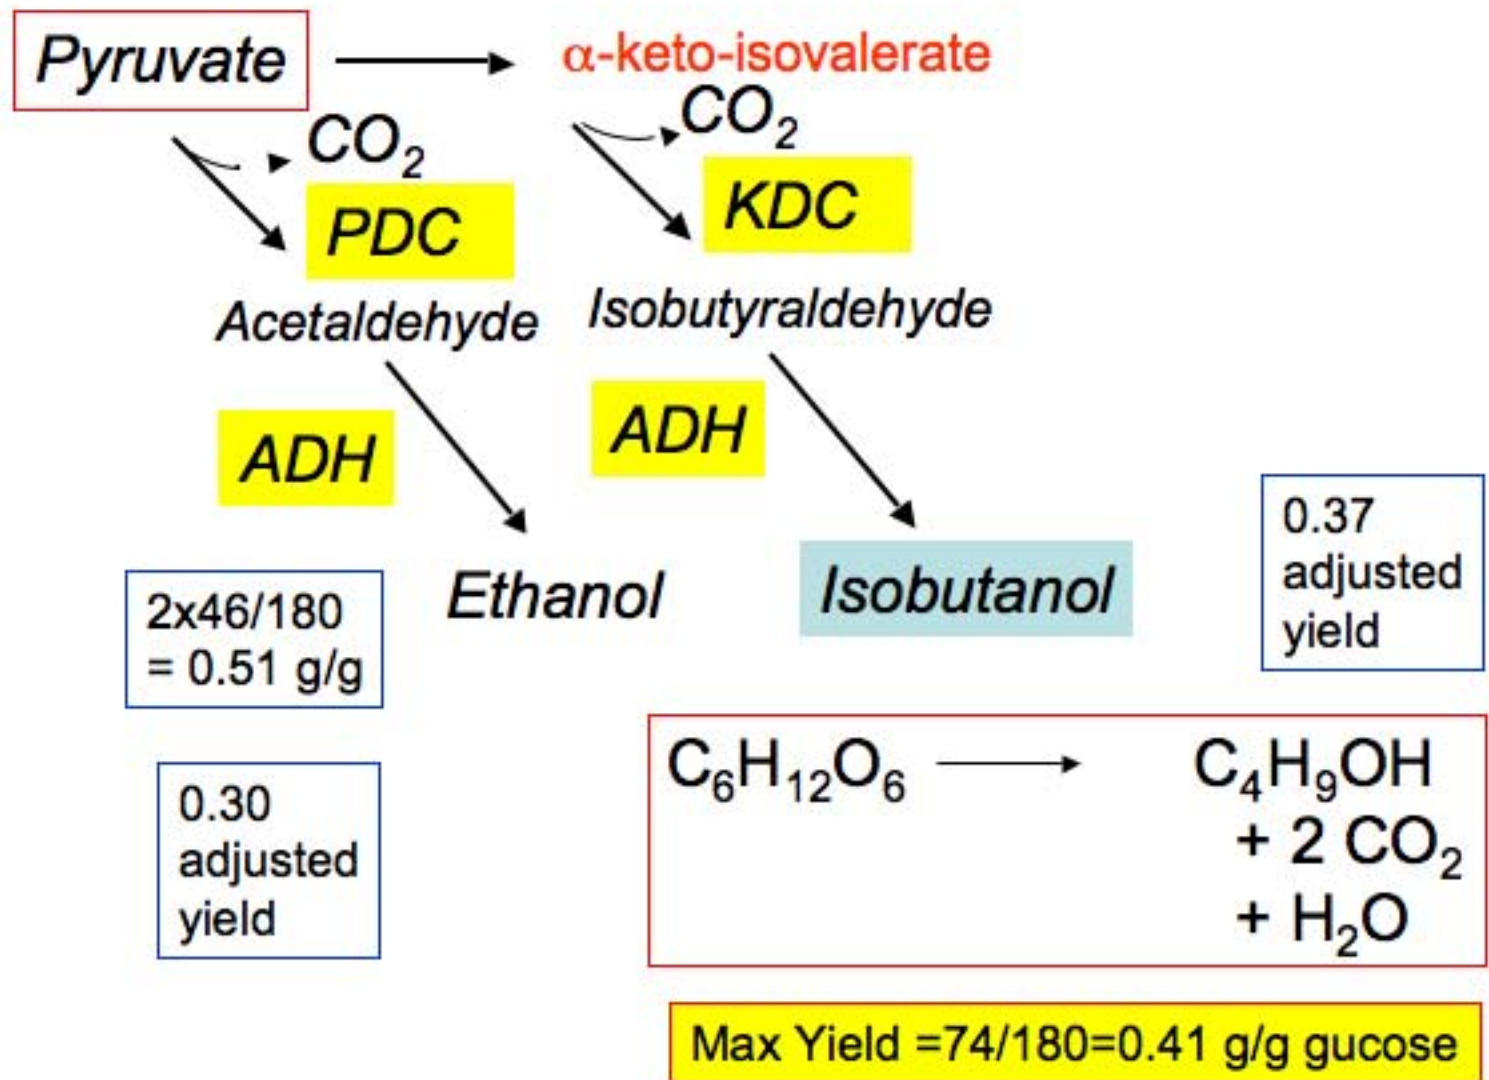 Pyruvate
α-keto-isovalerate
CO₂
CO₂
PDC
KDC
Acetaldehyde
Isobutyraldehyde
ADH
ADH
Ethanol
Isobutanol
2x46/180
= 0.51 g/g
0.37
adjusted
yield
0.30
adjusted
yield
C₆H₁₂O₆
C₄H₉OH
+ 2 CO₂
+ H₂O
Max Yield =74/180=0.41 g/g gucose